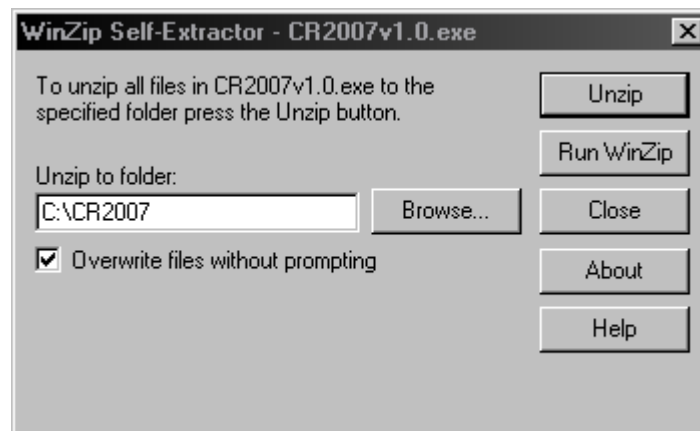 WinZip Self-Extractor - CR2007v1.0.exe
To unzip all files in CR2007v1.0.exe to the
specified folder press the Unzip button.
Unzip to folder:
C:\CR2007
Browse...
Overwrite files without prompting
Unzip
Run WinZip
Close
About
Help